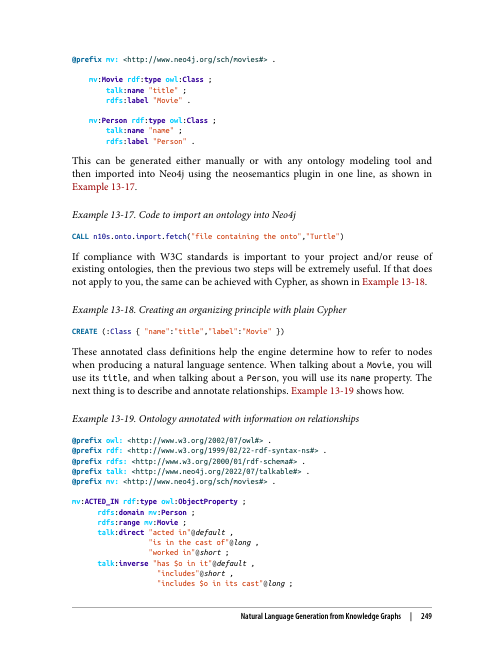 @prefix mv: <http://www.neo4j.org/sch/movies#> .
mv:Movie rdf:type owl:Class ;
talk:name "title" ;
rdfs:label "Movie" .
mv:Person rdf:type owl:Class ;
talk:name "name" ;
rdfs:label "Person" .
This can be generated either manually or with any ontology modeling tool and
then imported into Neo4j using the neosemantics plugin in one line, as shown in
Example 13-17.
Example 13-17. Code to import an ontology into Neo4j
CALL n10s.onto.import.fetch("file containing the onto","Turtle")
If compliance with W3C standards is important to your project and/or reuse of
existing ontologies, then the previous two steps will be extremely useful. If that does
not apply to you, the same can be achieved with Cypher, as shown in Example 13-18.
Example 13-18. Creating an organizing principle with plain Cypher
CREATE (:Class { "name":"title","label":"Movie" })
These annotated class definitions help the engine determine how to refer to nodes
when producing a natural language sentence. When talking about a Movie, you will
use its title, and when talking about a Person, you will use its name property. The
next thing is to describe and annotate relationships. Example 13-19 shows how.
Example 13-19. Ontology annotated with information on relationships
@prefix owl: <http://www.w3.org/2002/07/owl#> .
@prefix rdf: <http://www.w3.org/1999/02/22-rdf-syntax-ns#> .
@prefix rdfs: <http://www.w3.org/2000/01/rdf-schema#> .
@prefix talk: <http://neo4j.org/2022/07/talkable#> .
@prefix mv: <http://www.neo4j.org/sch/movies#> .
mv:ACTED_IN rdf:type owl:ObjectProperty ;
rdfs:domain mv:Person ;
rdfs:range mv:Movie ;
talk:direct "acted in"@default ,
"is in the cast of"@long ,
"worked in"@short ;
talk:inverse "has $o in it"@default ,
"includes"@short ,
"includes $o in its cast"@long ;
Natural Language Generation from Knowledge Graphs | 249